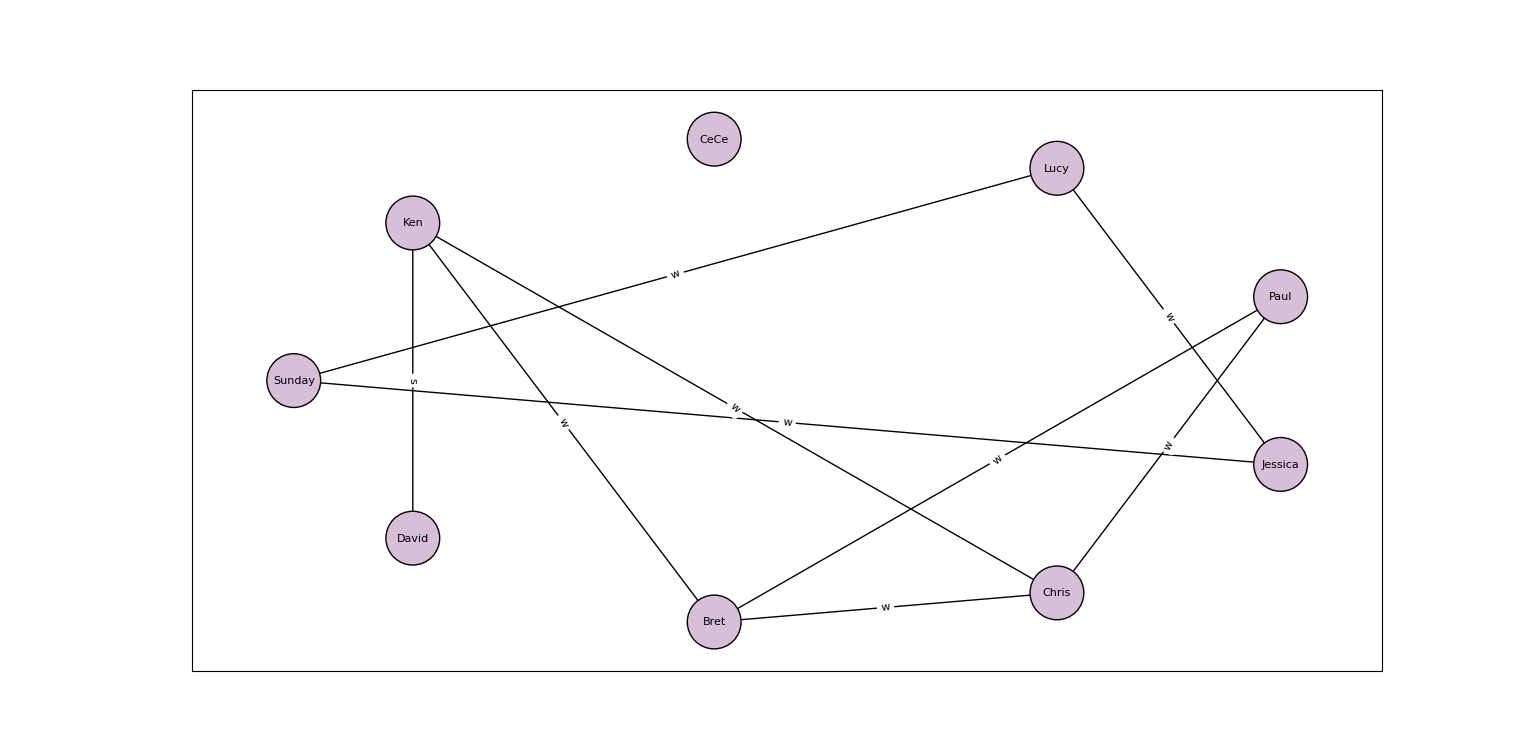 CeCe
Lucy
Ken
w
Paul
w
Sunday
s
w
w
w
w
w
Jessica
David
Chris
w
Bret